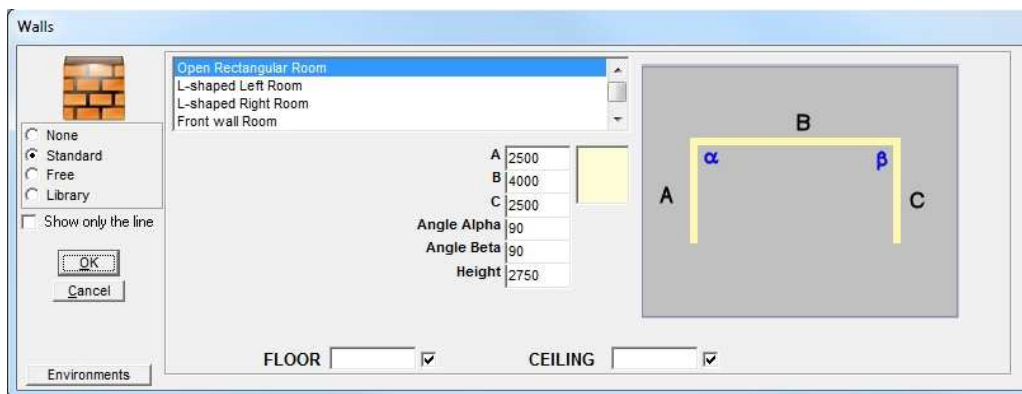 Walls
None
Standard
Free
Library
Show only the line
OK
Cancel
Environments
Open Rectangular Room
L-shaped Left Room
L-shaped Right Room
Front wall Room
A 2500
B 4000
C 2500
Angle Alpha 90
Angle Beta 90
Height 2750
FLOOR
CEILING
B
α β
A C